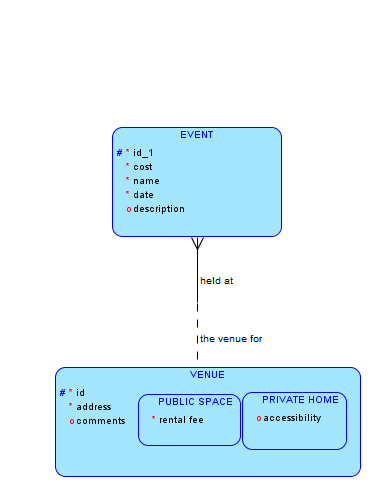 EVENT
# * id_1
* cost
* name
* date
o description
held at
the venue for
VENUE
# * id
* address
o comments
PUBLIC SPACE
* rental fee
PRIVATE HOME
o accessibility